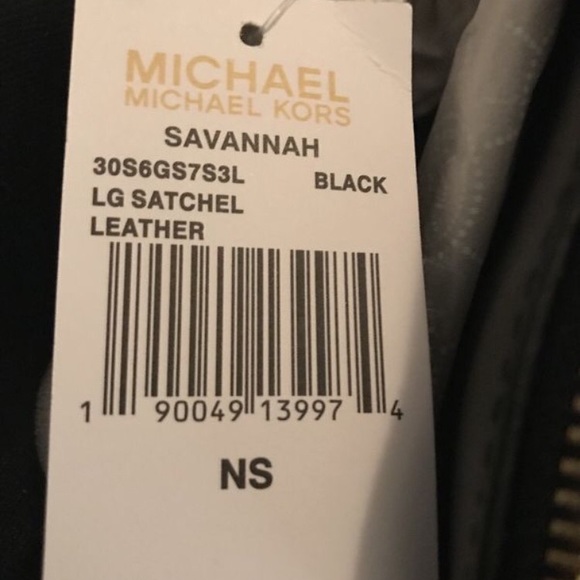 MICHAEL
MICHAEL KORS
SAVANNAH
30S6GS7S3L BLACK
LG SATCHEL
LEATHER
1 90049 13997 4
NS